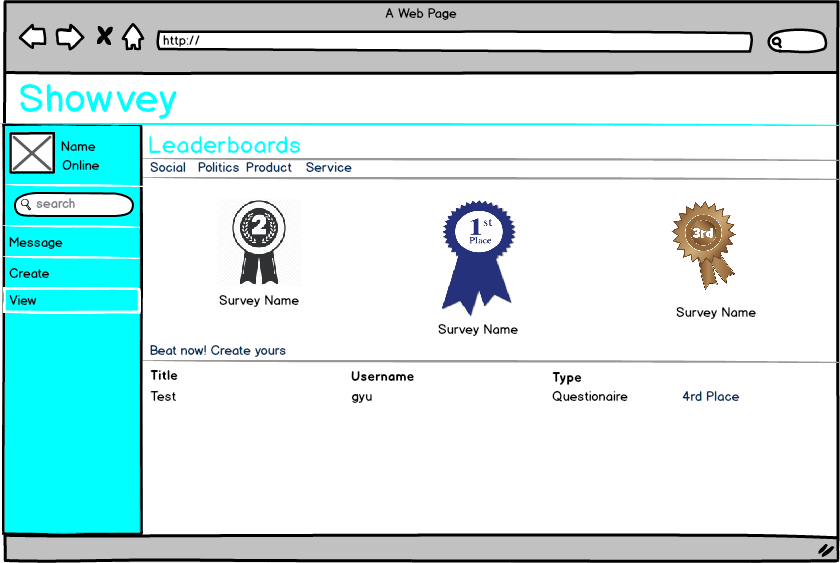 A Web Page
http://
Showvey
Name
Online
search
Message
Create
View
Leaderboards
Social Politics Product Service
2
1st
Place
3rd
Survey Name
Survey Name
Survey Name
Beat now! Create yours
Title Username Type
Test gyu Questionaire 4rd Place